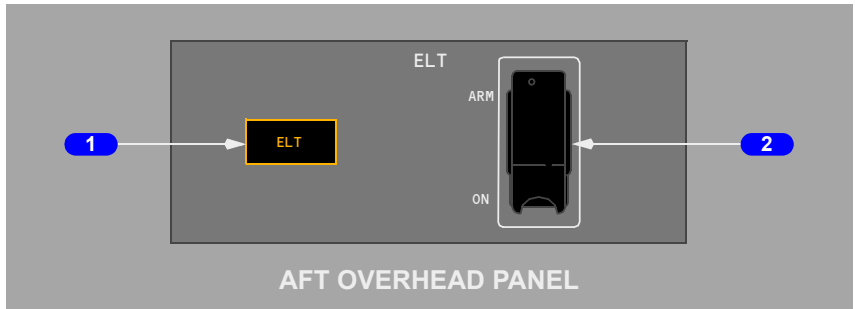 ELT
ARM
1
ELT
2
ON
AFT OVERHEAD PANEL